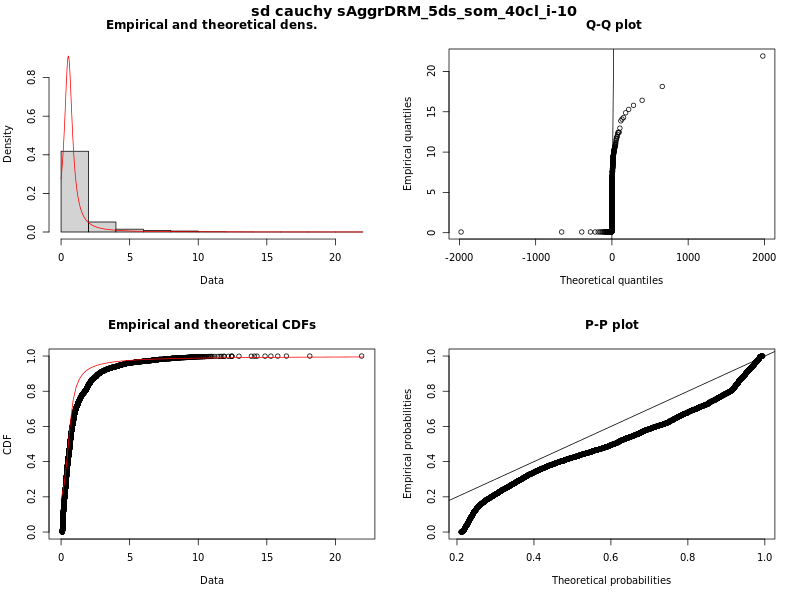 sd cauchy sAggrDRM_5ds_som_40cl_i-10
Empirical and theoretical dens.
Density
0.0 0.2 0.4 0.6 0.8
0 5 10 15 20
Data
Q-Q plot
Empirical quantiles
0 5 10 15 20
-2000 -1000 0 1000 2000
Theoretical quantiles
Empirical and theoretical CDFs
CDF
0.0 0.2 0.4 0.6 0.8 1.0
0 5 10 15 20
Data
P-P plot
Empirical probabilities
0.0 0.2 0.4 0.6 0.8 1.0
0.2 0.4 0.6 0.8 1.0
Theoretical probabilities